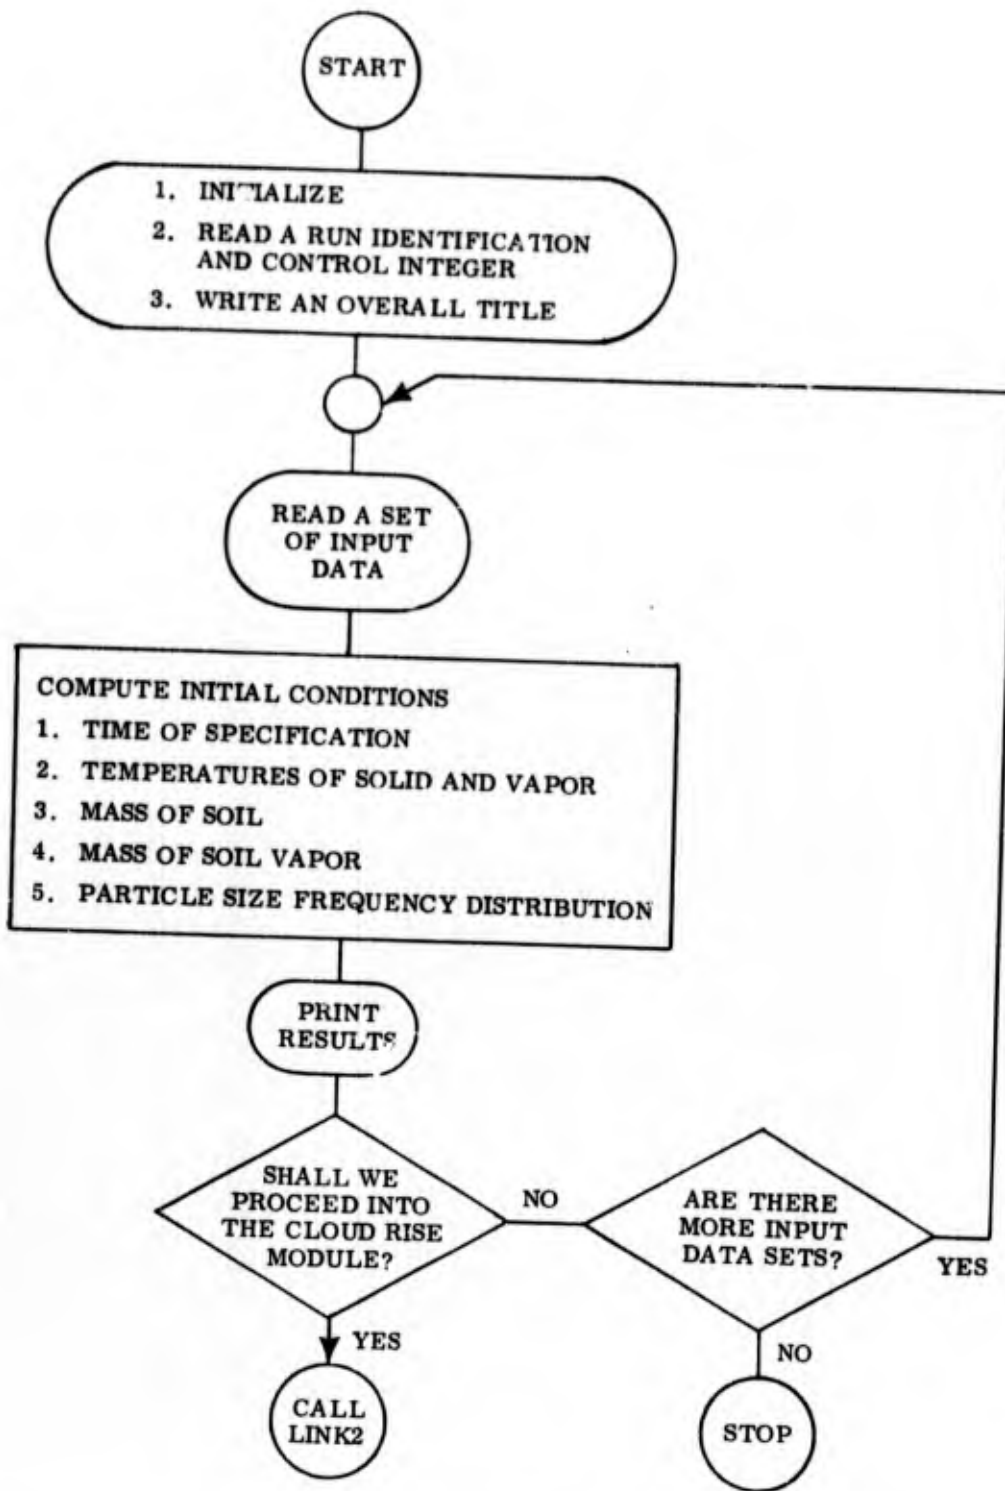 START
1. INITIALIZE
2. READ A RUN IDENTIFICATION
AND CONTROL INTEGER
3. WRITE AN OVERALL TITLE
READ A SET
OF INPUT
DATA
COMPUTE INITIAL CONDITIONS
1. TIME OF SPECIFICATION
2. TEMPERATURES OF SOLID AND VAPOR
3. MASS OF SOIL
4. MASS OF SOIL VAPOR
5. PARTICLE SIZE FREQUENCY DISTRIBUTION
PRINT
RESULTS
SHALL WE
PROCEED INTO
THE CLOUD RISE
MODULE?
NO
ARE THERE
MORE INPUT
DATA SETS?
YES
YES
NO
CALL
LINK2
STOP